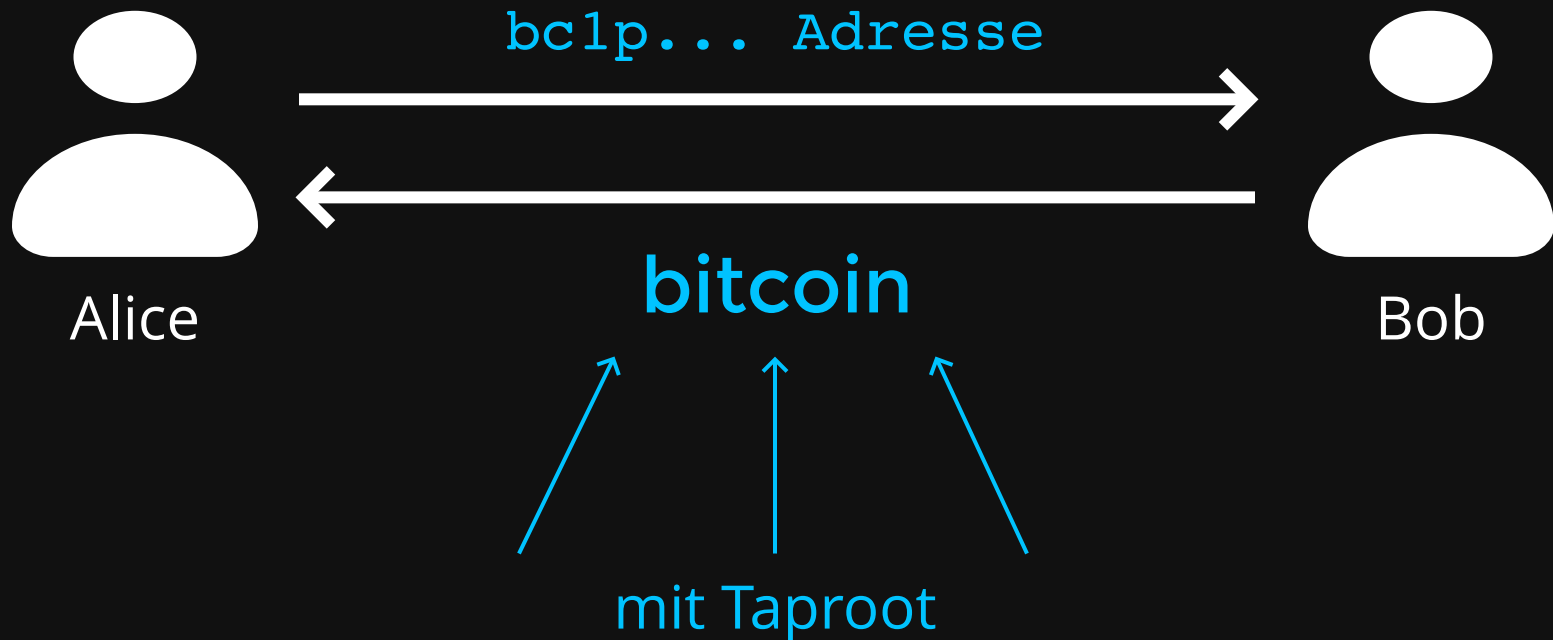 bc1p... Adresse
bitcoin
Alice
Bob
mit Taproot